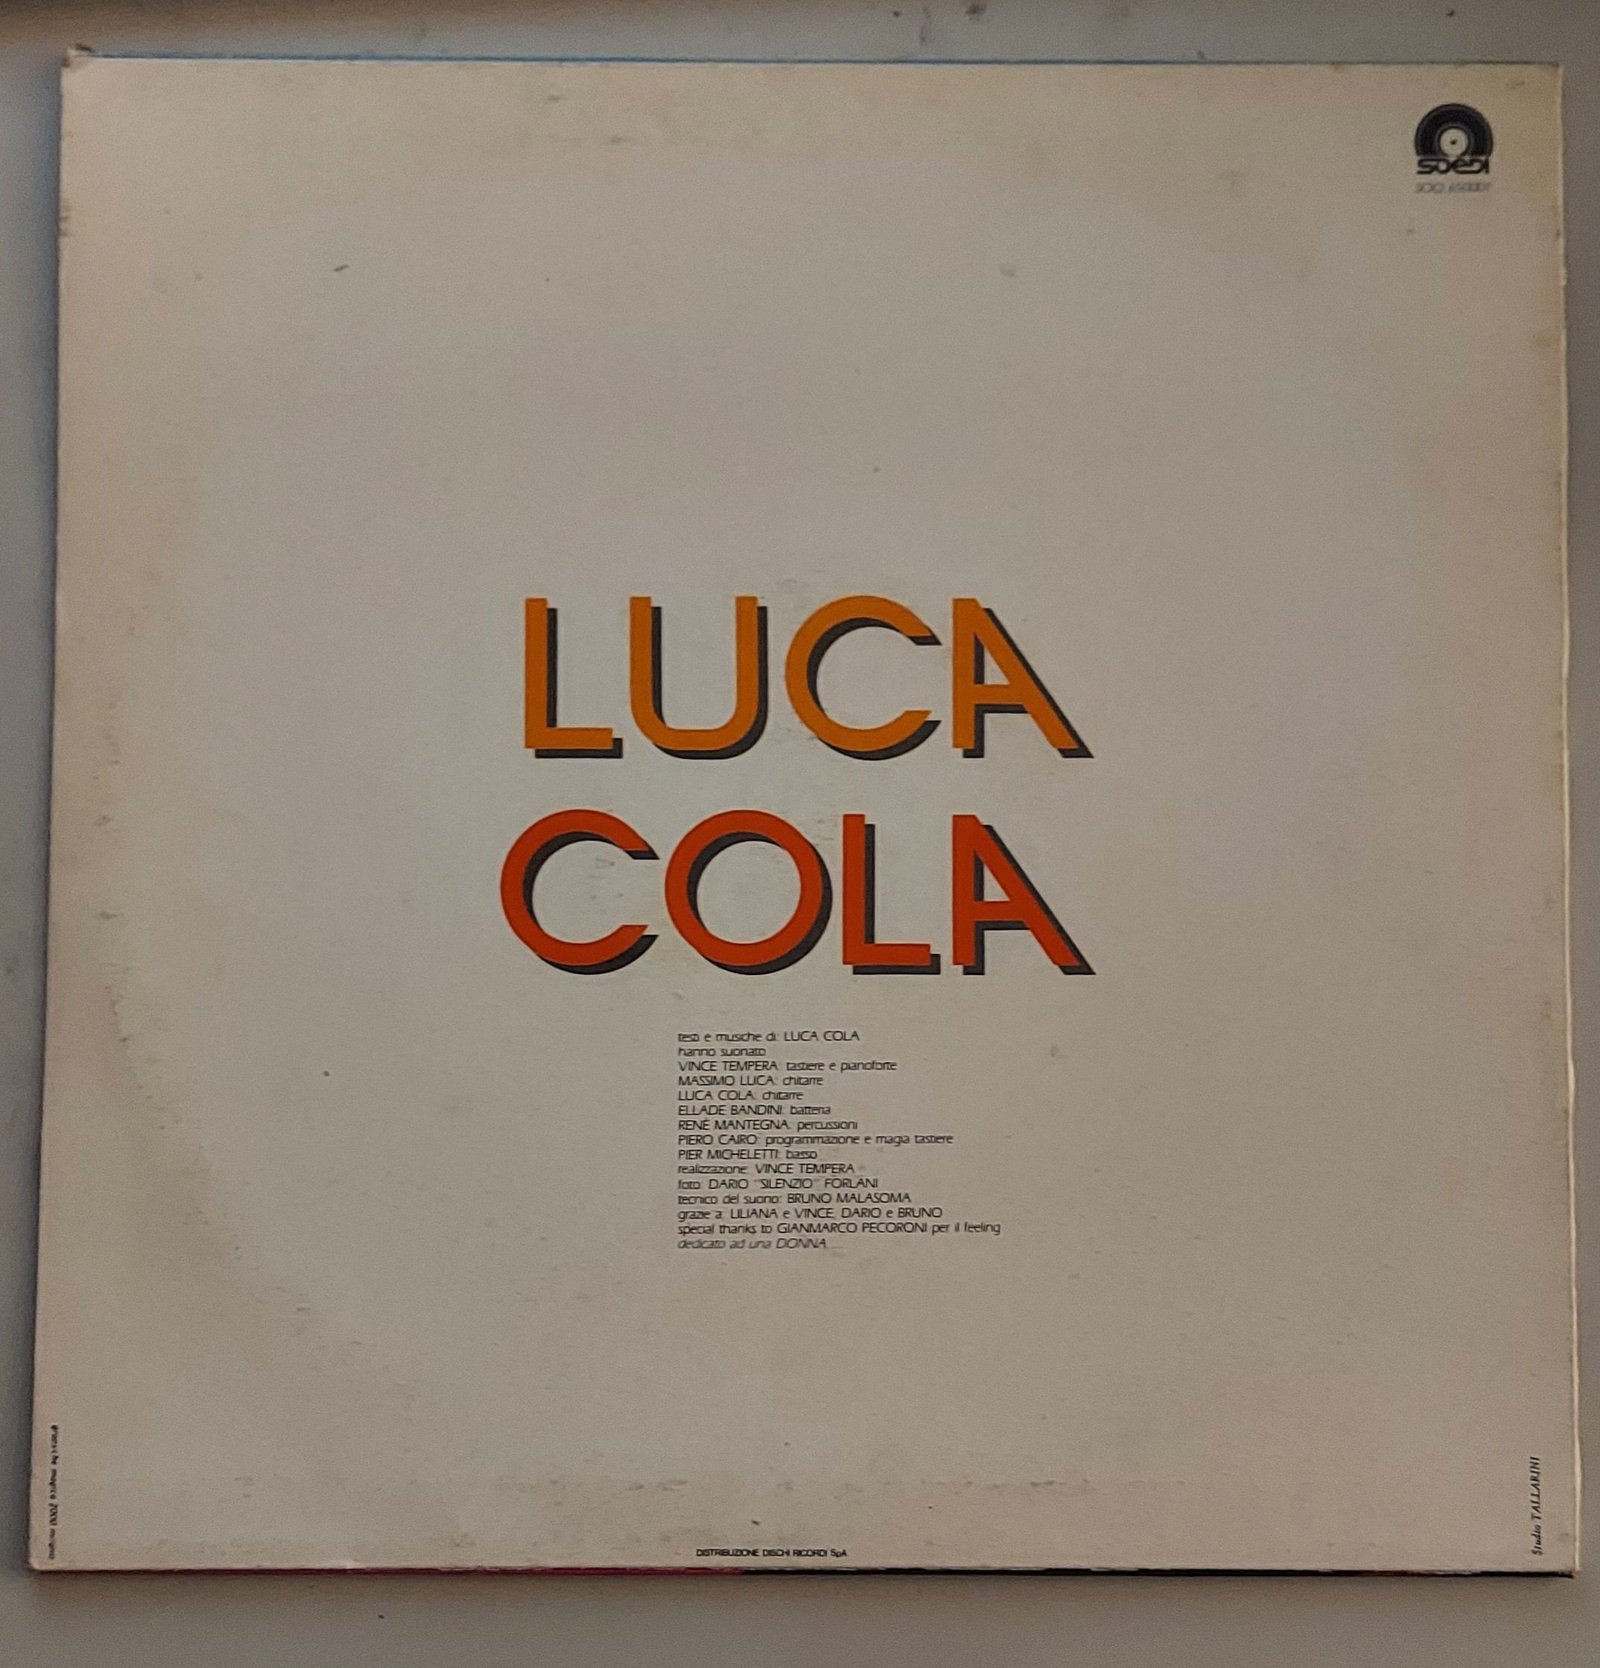 LUCA
COLA
testi e musiche di: LUCA COLA
hanno suonato
VINCE TEMPERA: tastiere e pianoforte
MASSIMO LUCA: chitarre
LUCA COLA: chitarre
ELLADE BANDINI: batteria
RENÈ MANTEGNA: percussioni
PIERO CAIRO: programmazione e magia tastiere
PIER MICHELETTI: basso
realizzazione: VINCE TEMPERA
foto: DARIO "SILENZIO" FORLANI
tecnico del suono: BRUNO MALASOMA
grazie a: LILIANA e VINCE, DARIO e BRUNO
special thanks to GIANMARCO PECORONI per il feeling
dedicato ad una DONNA ...
DISTRIBUZIONE DISCHI RICORDI SpA
Studio TALLARINI